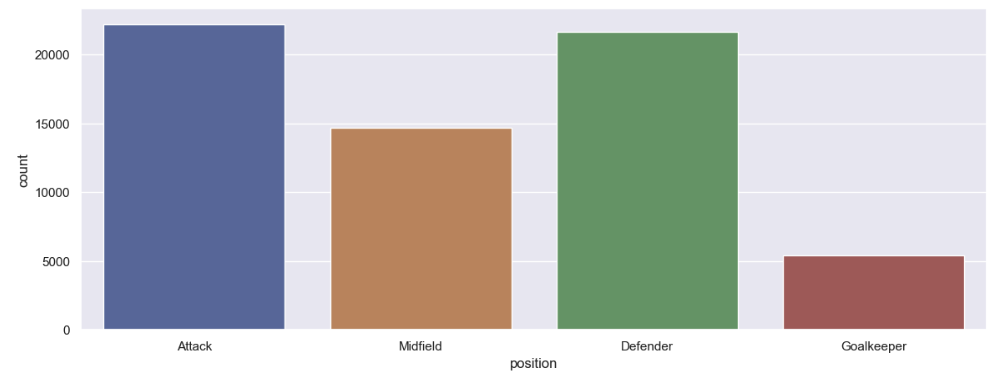 20000
15000
10000
5000
0
count
Attack Midfield Defender Goalkeeper
position